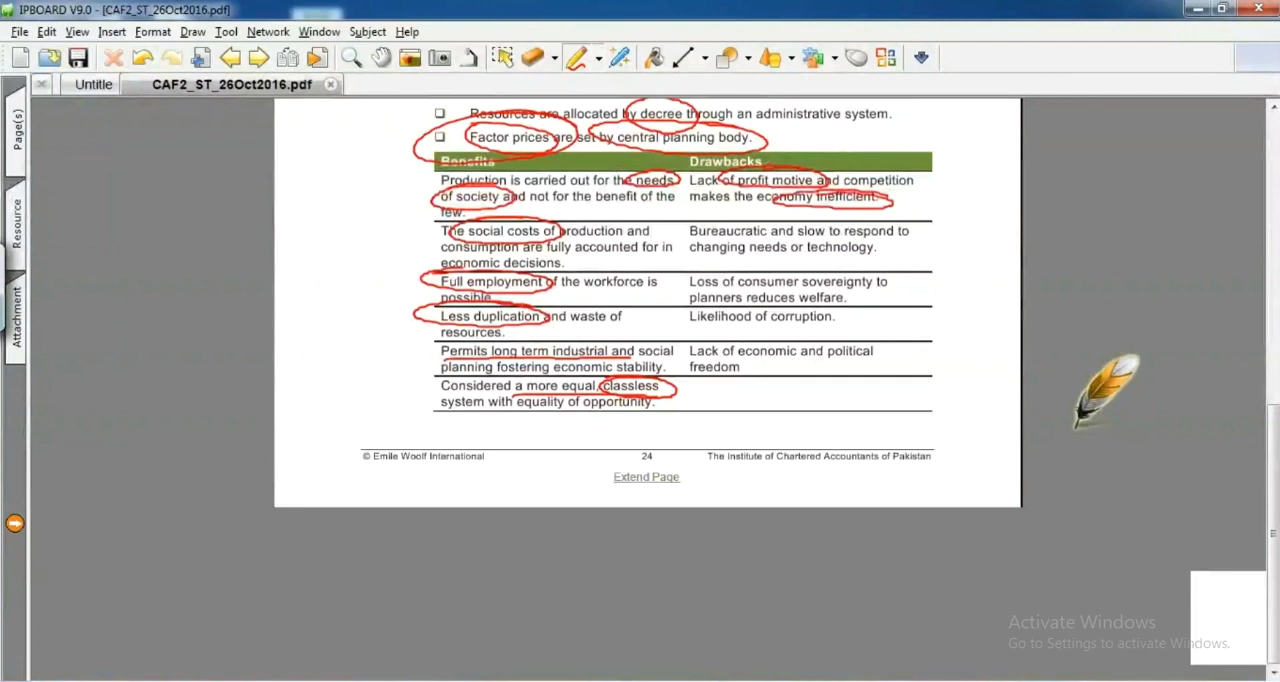 IPBOARD V9.0 - [CAF2_ST_26Oct2016.pdf]
File Edit View Insert Format Draw Tool Network Window Subject Help
Untitle CAF2_ST_26Oct2016.pdf
Page(s)
Resource
Attachment
Resources are allocated by decree through an administrative system.
Factor prices are set by central planning body.
Benefits Drawbacks
Production is carried out for the needs Lack of profit motive and competition
of society and not for the benefit of the makes the economy inefficient.
few.
The social costs of production and Bureaucratic and slow to respond to
consumption are fully accounted for in changing needs or technology.
economic decisions.
Full employment of the workforce is Loss of consumer sovereignty to
possible planners reduces welfare.
Less duplication and waste of Likelihood of corruption.
resources.
Permits long term industrial and social Lack of economic and political
planning fostering economic stability. freedom
Considered a more equal, classless
system with equality of opportunity.
© Emile Woolf International 24 The Institute of Chartered Accountants of Pakistan
Extend Page
Activate Windows
Go to Settings to activate Windows.